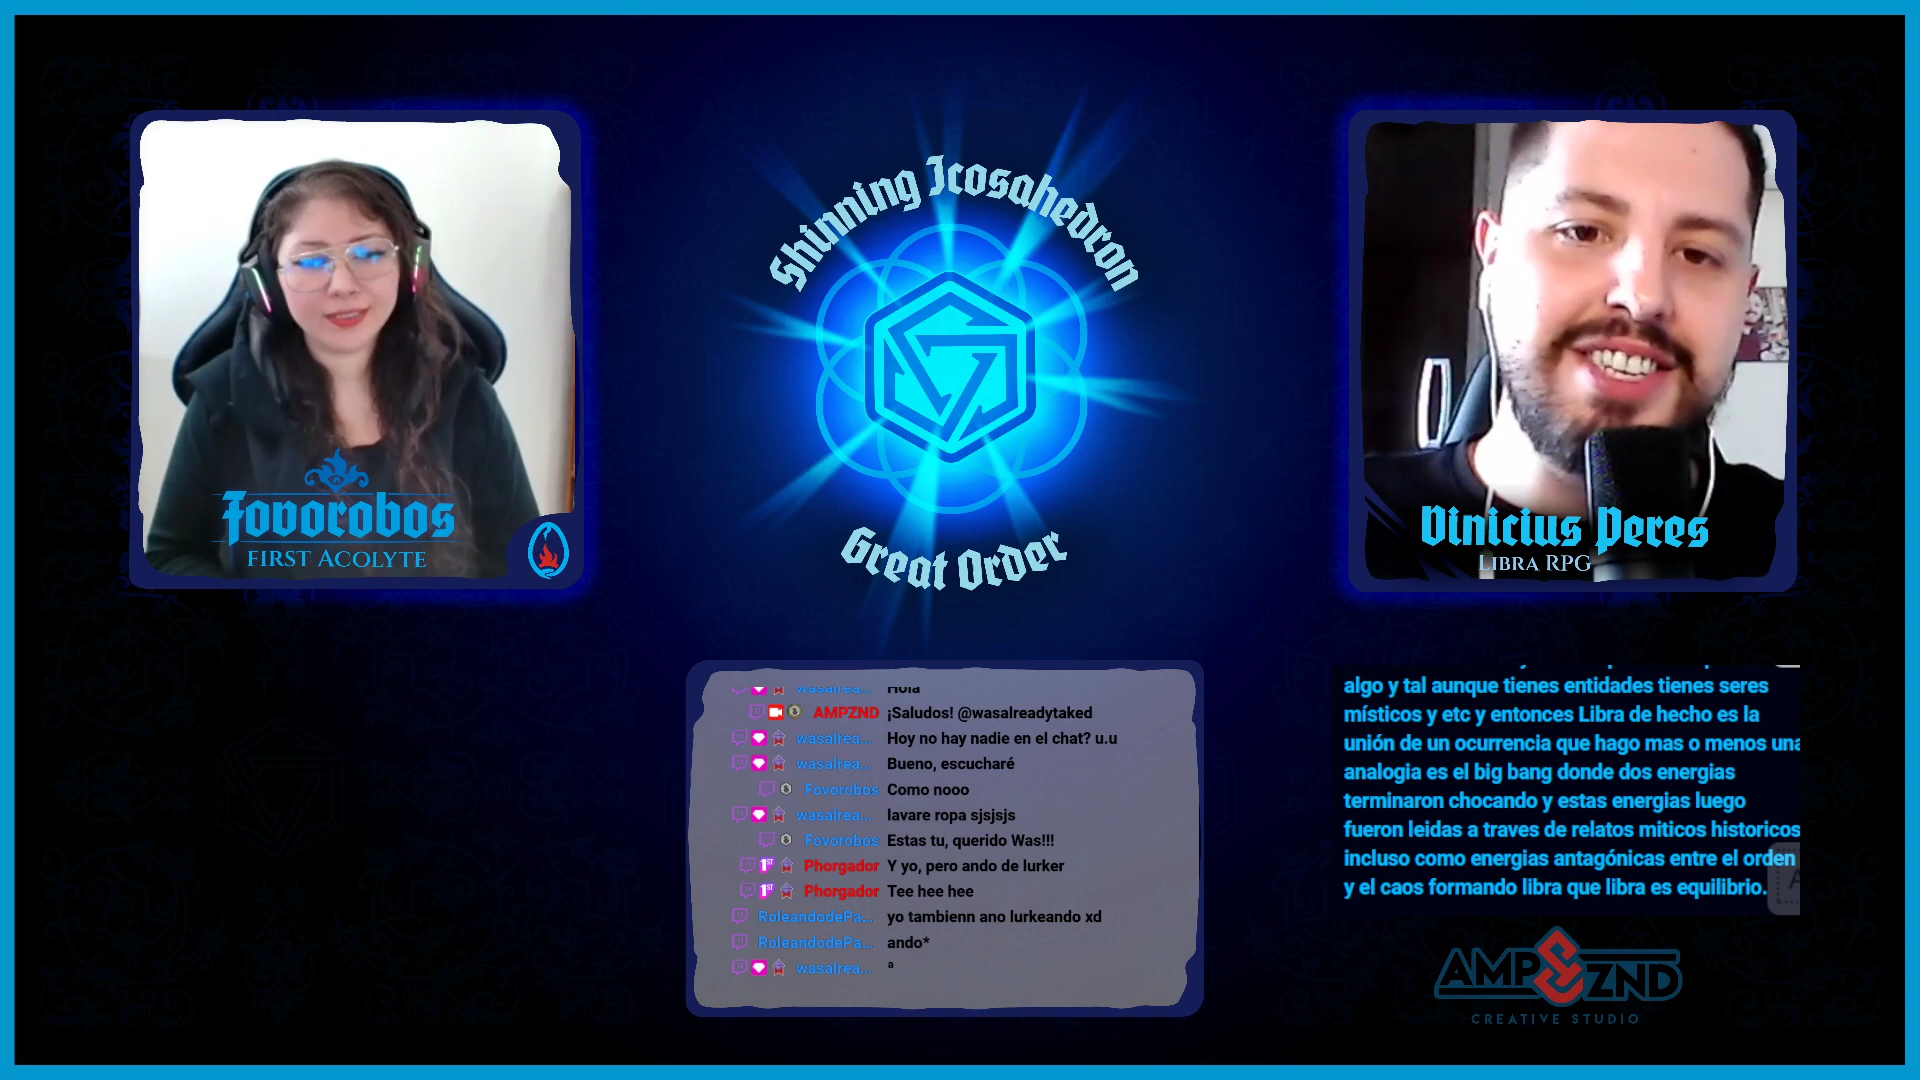 Shinning Icosahedron
Great Order
Fovorobos
FIRST ACOLYTE
Vinicius Peres
LIBRA RPG
wasalrea... Hola
AMPZND ¡Saludos! @wasalreadytaked
wasalrea... Hoy no hay nadie en el chat? u.u
wasalrea... Bueno, escucharé
Fovorobos Como nooo
wasalrea... lavare ropa sjsjsjs
Fovorobos Estas tu, querido Was!!!
1ST Phorgador Y yo, pero ando de lurker
1ST Phorgador Tee hee hee
RoleandodePa... yo tambienn ano lurkeando xd
RoleandodePa... ando*
wasalrea... a
algo y tal aunque tienes entidades tienes seres
místicos y etc y entonces Libra de hecho es la
unión de un ocurrencia que hago mas o menos una
analogia es el big bang donde dos energias
terminaron chocando y estas energias luego
fueron leidas a traves de relatos miticos historicos
incluso como energias antagónicas entre el orden
y el caos formando libra que libra es equilibrio.
AMP&ZND
CREATIVE STUDIO